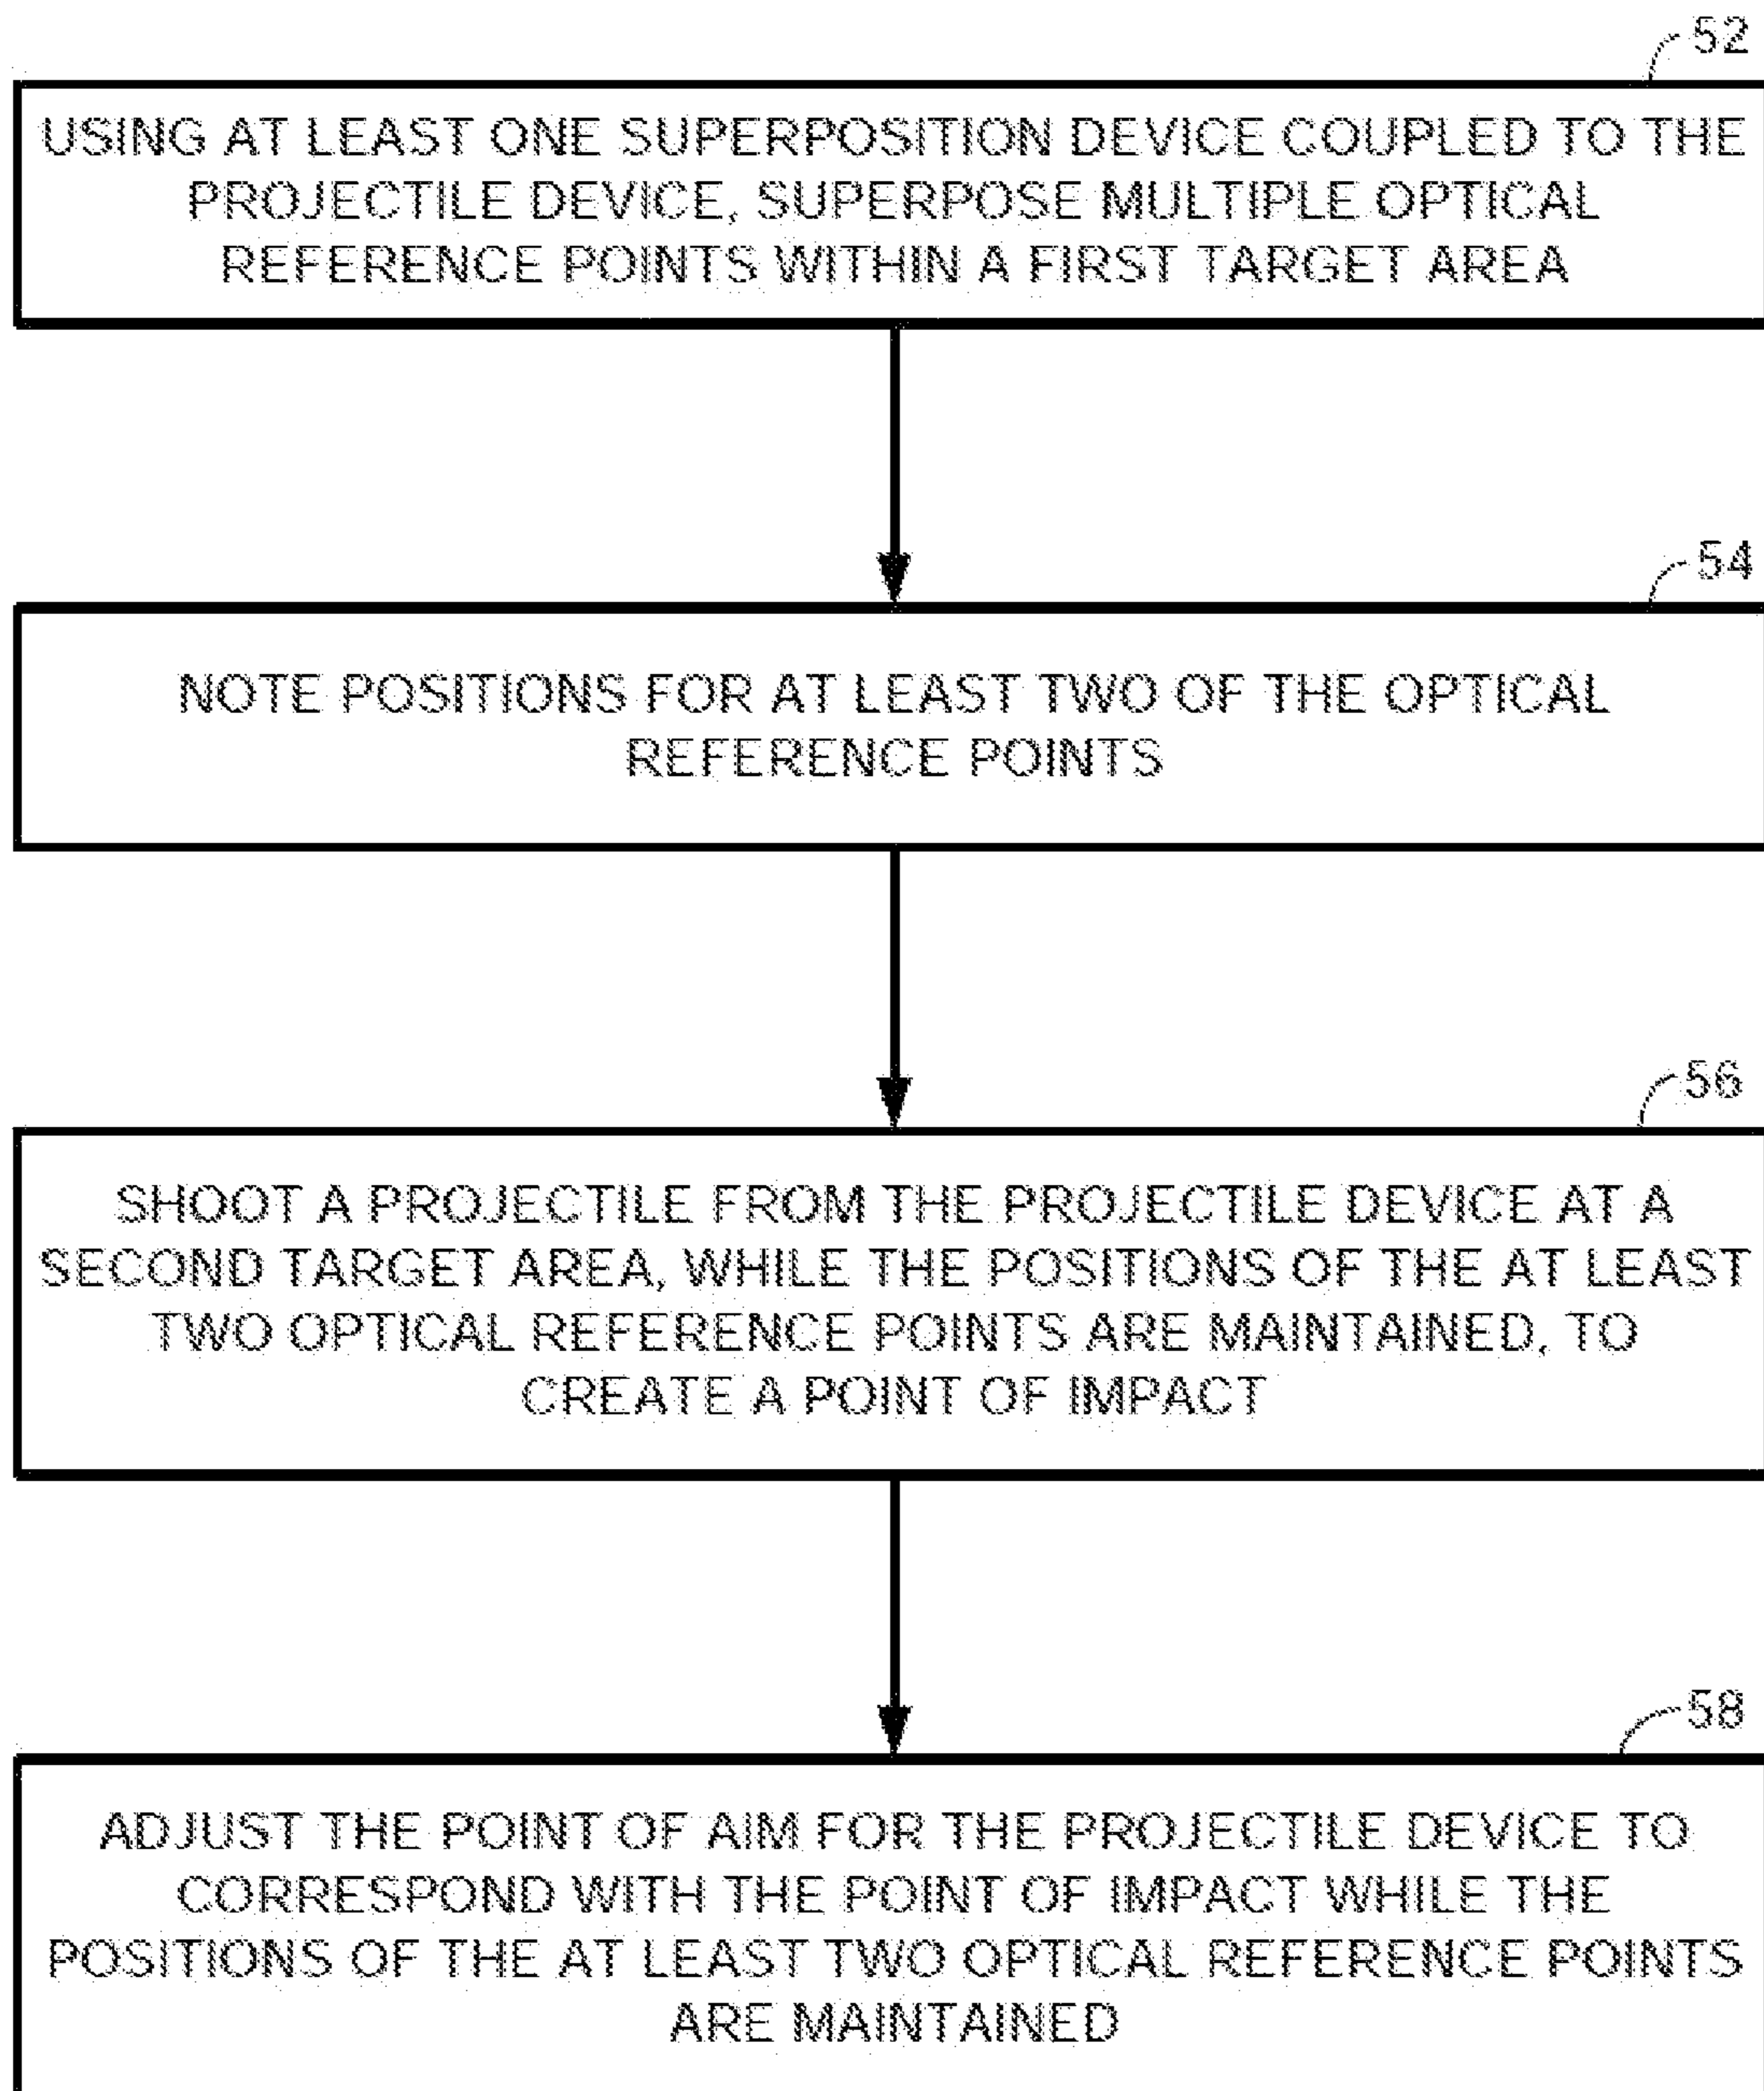 52
USING AT LEAST ONE SUPERPOSITION DEVICE COUPLED TO THE
PROJECTILE DEVICE, SUPERPOSE MULTIPLE OPTICAL
REFERENCE POINTS WITHIN A FIRST TARGET AREA
54
NOTE POSITIONS FOR AT LEAST TWO OF THE OPTICAL
REFERENCE POINTS
56
SHOOT A PROJECTILE FROM THE PROJECTILE DEVICE AT A
SECOND TARGET AREA, WHILE THE POSITIONS OF THE AT LEAST
TWO OPTICAL REFERENCE POINTS ARE MAINTAINED, TO
CREATE A POINT OF IMPACT
58
ADJUST THE POINT OF AIM FOR THE PROJECTILE DEVICE TO
CORRESPOND WITH THE POINT OF IMPACT WHILE THE
POSITIONS OF THE AT LEAST TWO OPTICAL REFERENCE POINTS
ARE MAINTAINED